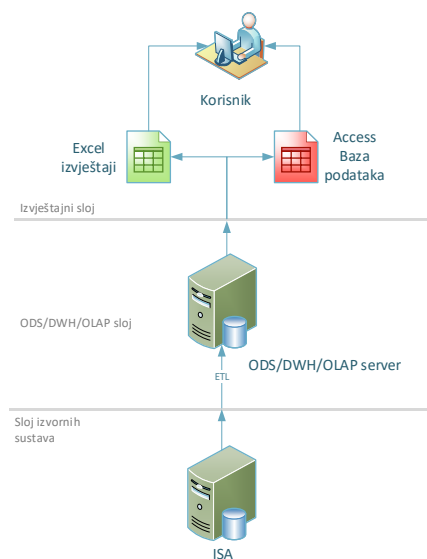 Korisnik
Excel
izvještaji
Access
Baza
podataka
Izvještajni sloj
ODS/DWH/OLAP sloj
ODS/DWH/OLAP server
ETL
Sloj izvornih
sustava
ISA